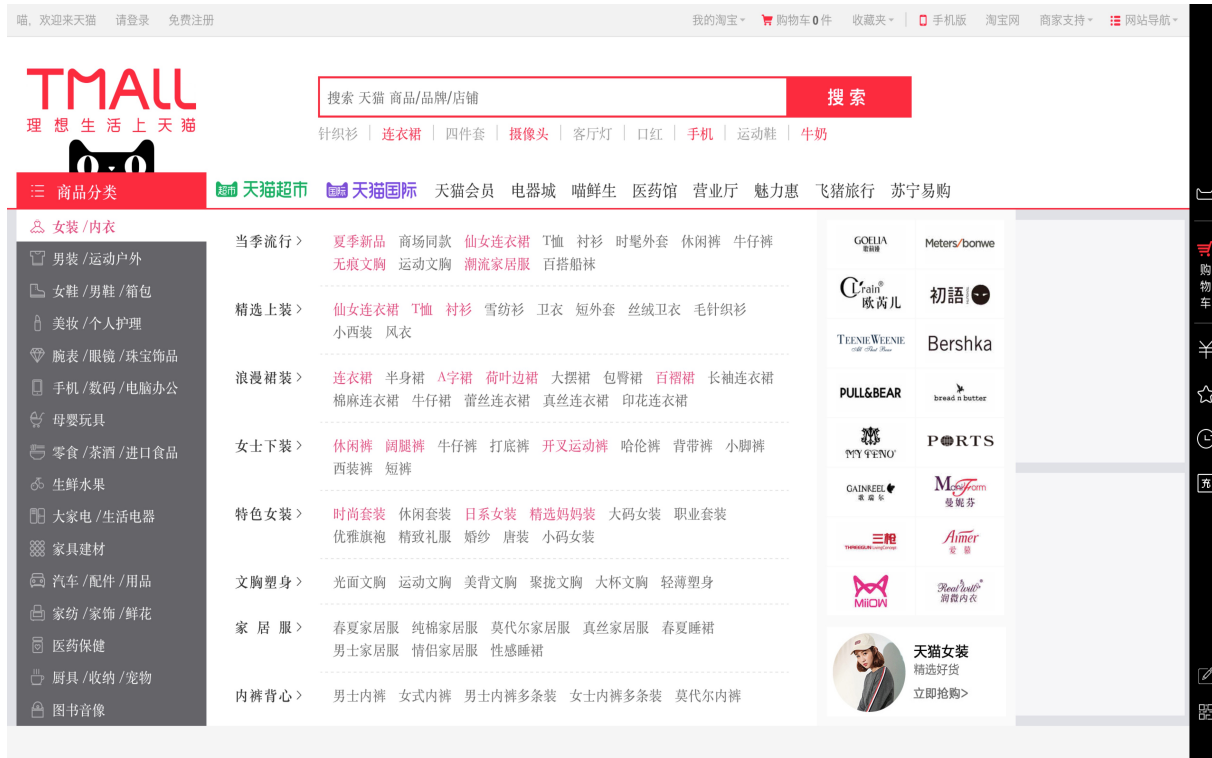 喵，欢迎来天猫 请登录 免费注册 我的淘宝 购物车0件 收藏夹 手机版 淘宝网 商家支持 网站导航
TMALL
理想生活上天猫
搜索 天猫 商品/品牌/店铺 搜索
针织衫 连衣裙 四件套 摄像头 客厅灯 口红 手机 运动鞋 牛奶
商品分类 超市 天猫超市 国际 天猫国际 天猫会员 电器城 喵鲜生 医药馆 营业厅 魅力惠 飞猪旅行 苏宁易购
女装 /内衣
男装 /运动户外
女鞋 /男鞋 /箱包
美妆 /个人护理
腕表 /眼镜 /珠宝饰品
手机 /数码 /电脑办公
母婴玩具
零食 /茶酒 /进口食品
生鲜水果
大家电 /生活电器
家具建材
汽车 /配件 /用品
家纺 /家饰 /鲜花
医药保健
厨具 /收纳 /宠物
图书音像
当季流行> 夏季新品 商场同款 仙女连衣裙 T恤 衬衫 时髦外套 休闲裤 牛仔裤
无痕文胸 运动文胸 潮流家居服 百搭船袜
精选上装> 仙女连衣裙 T恤 衬衫 雪纺衫 卫衣 短外套 丝绒卫衣 毛针织衫
小西装 风衣
浪漫裙装> 连衣裙 半身裙 A字裙 荷叶边裙 大摆裙 包臀裙 百褶裙 长袖连衣裙
棉麻连衣裙 牛仔裙 蕾丝连衣裙 真丝连衣裙 印花连衣裙
女士下装> 休闲裤 阔腿裤 牛仔裤 打底裤 开叉运动裤 哈伦裤 背带裤 小脚裤
西装裤 短裤
特色女装> 时尚套装 休闲套装 日系女装 精选妈妈装 大码女装 职业套装
优雅旗袍 精致礼服 婚纱 唐装 小码女装
文胸塑身> 光面文胸 运动文胸 美背文胸 聚拢文胸 大杯文胸 轻薄塑身
家居服> 春夏家居服 纯棉家居服 莫代尔家居服 真丝家居服 春夏睡裙
男士家居服 情侣家居服 性感睡裙
内裤背心> 男士内裤 女式内裤 男士内裤多条装 女士内裤多条装 莫代尔内裤
GOELIA
歌莉娅
Meters/bonwe
Rain®
欧芮儿
初語
TEENIE WEENIE
Bershka
PULL&BEAR
bread n butter
MY TENO
PORTS
GAINREEL
歌瑞尔
ManiForm
曼妮芬
三枪
THREEGUN
Aimer
爱慕
MiiOW
润微内衣
天猫女装
精选好货
立即抢购>
购物车
充